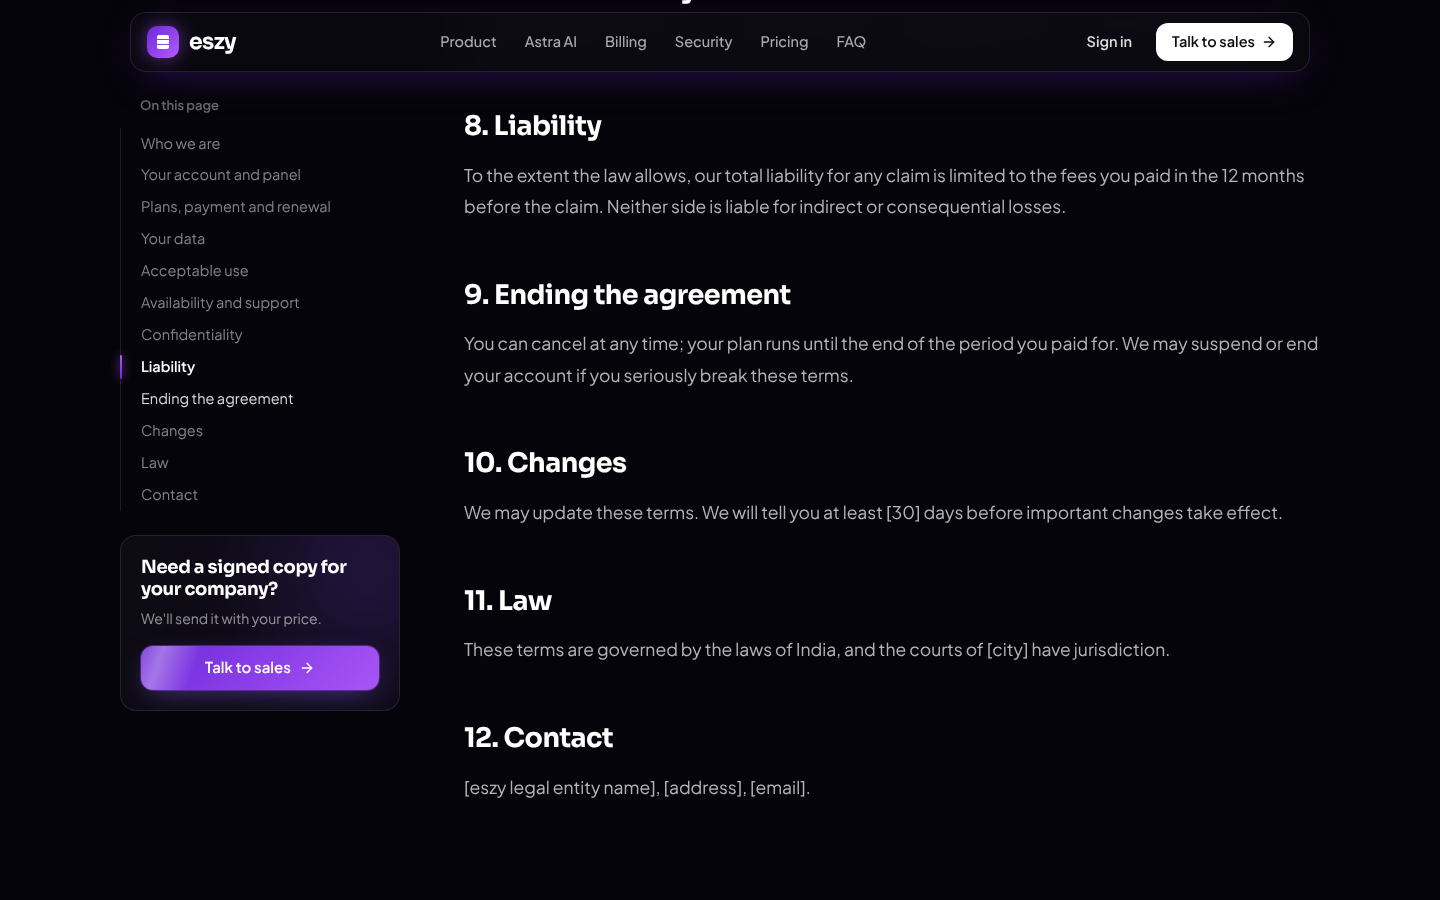 eszy
Product
Astra AI
Billing
Security
Pricing
FAQ
Sign in
Talk to sales →
On this page
Who we are
Your account and panel
Plans, payment and renewal
Your data
Acceptable use
Availability and support
Confidentiality
Liability
Ending the agreement
Changes
Law
Contact
Need a signed copy for
your company?
We'll send it with your price.
Talk to sales →
8. Liability
To the extent the law allows, our total liability for any claim is limited to the fees you paid in the 12 months
before the claim. Neither side is liable for indirect or consequential losses.
9. Ending the agreement
You can cancel at any time; your plan runs until the end of the period you paid for. We may suspend or end
your account if you seriously break these terms.
10. Changes
We may update these terms. We will tell you at least [30] days before important changes take effect.
11. Law
These terms are governed by the laws of India, and the courts of [city] have jurisdiction.
12. Contact
[eszy legal entity name], [address], [email].